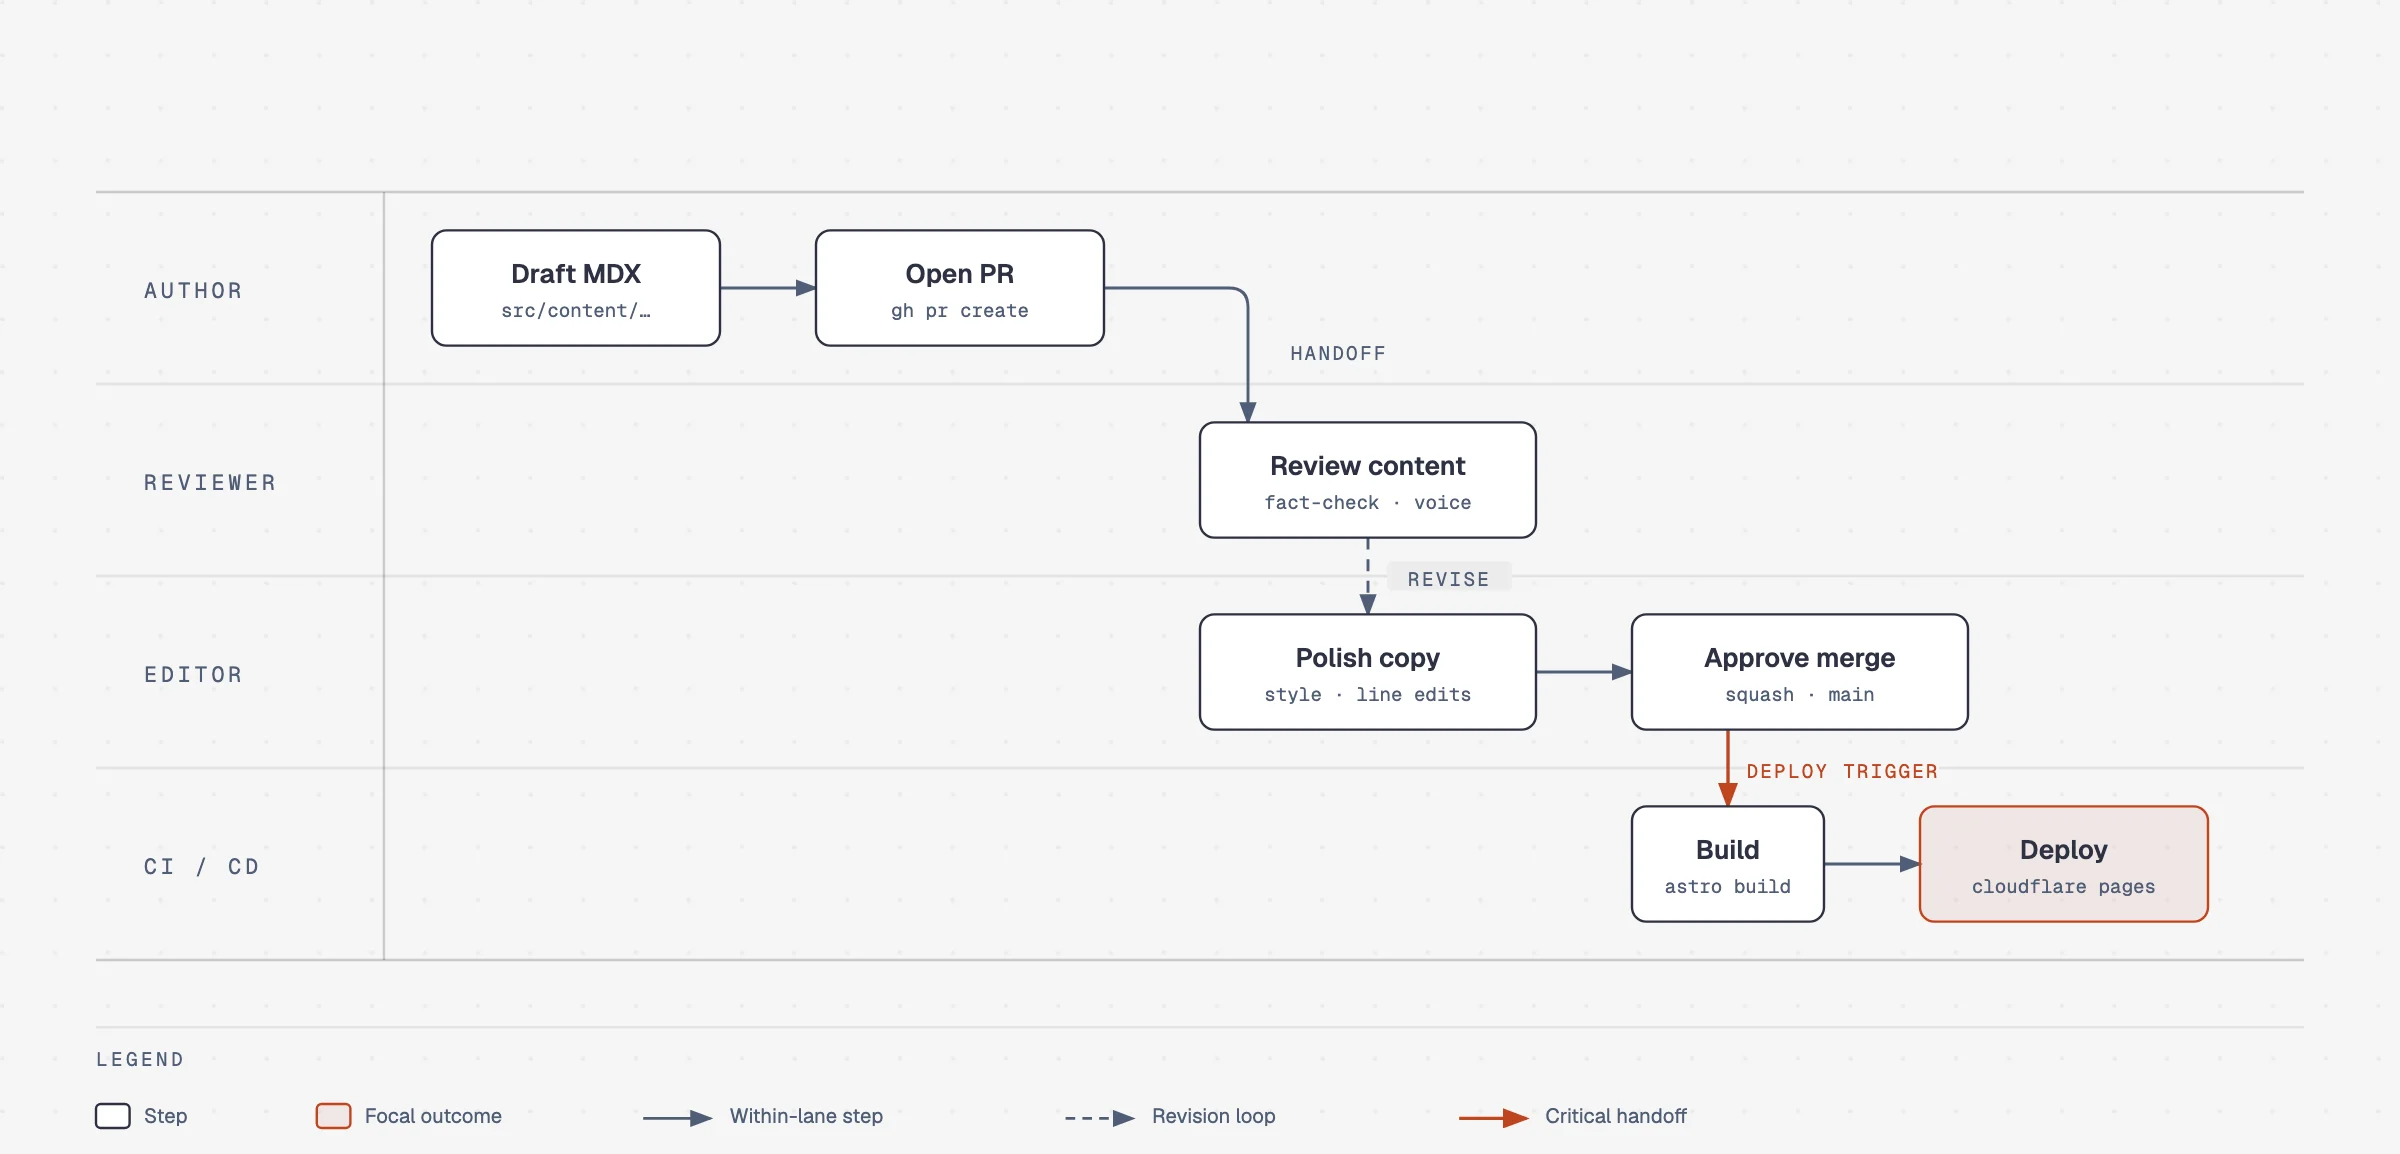 AUTHOR
Draft MDX
src/content/…
Open PR
gh pr create
HANDOFF
REVIEWER
Review content
fact-check · voice
REVISE
EDITOR
Polish copy
style · line edits
Approve merge
squash · main
DEPLOY TRIGGER
CI / CD
Build
astro build
Deploy
cloudflare pages
LEGEND
Step
Focal outcome
Within-lane step
Revision loop
Critical handoff